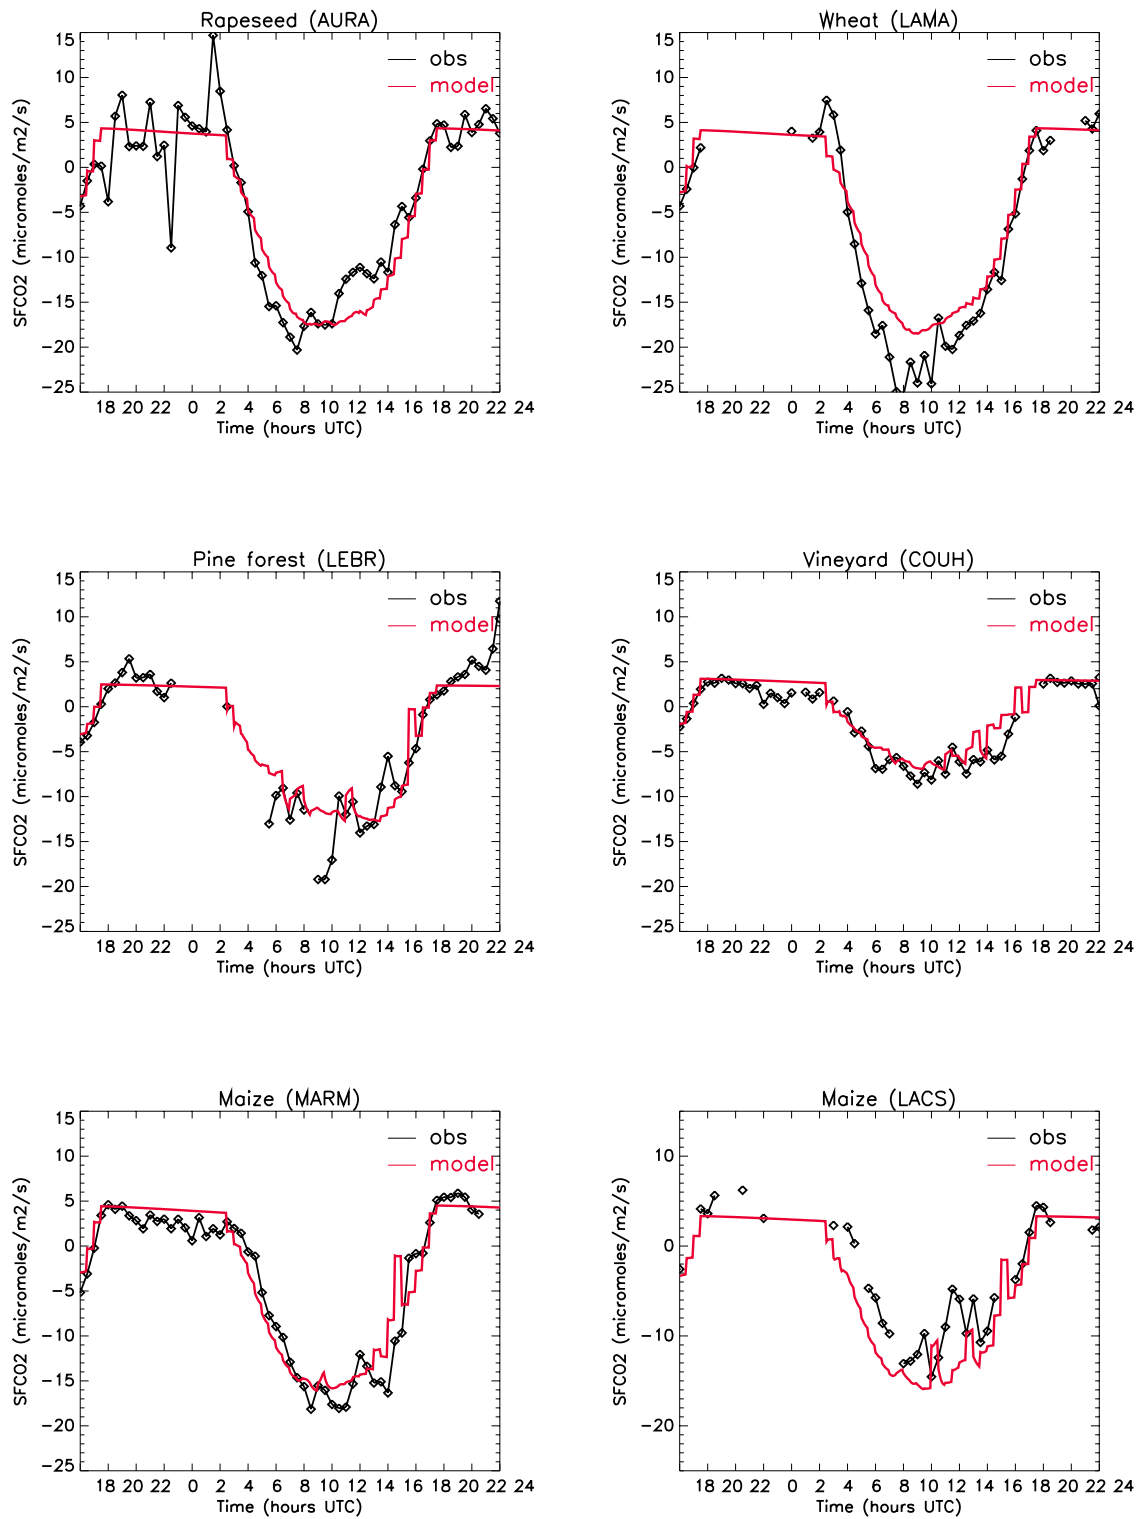 Rapeseed (AURA)
15
10
5
0
−5
−10
−15
−20
−25
SFCO2 (micromoles/m2/s)
obs
model
18 20 22 0 2 4 6 8 10 12 14 16 18 20 22 24
Time (hours UTC)
Wheat (LAMA)
15
10
5
0
−5
−10
−15
−20
−25
SFCO2 (micromoles/m2/s)
obs
model
18 20 22 0 2 4 6 8 10 12 14 16 18 20 22 24
Time (hours UTC)
Pine forest (LEBR)
15
10
5
0
−5
−10
−15
−20
−25
SFCO2 (micromoles/m2/s)
obs
model
18 20 22 0 2 4 6 8 10 12 14 16 18 20 22 24
Time (hours UTC)
Vineyard (COUH)
15
10
5
0
−5
−10
−15
−20
−25
SFCO2 (micromoles/m2/s)
obs
model
18 20 22 0 2 4 6 8 10 12 14 16 18 20 22 24
Time (hours UTC)
Maize (MARM)
15
10
5
0
−5
−10
−15
−20
−25
SFCO2 (micromoles/m2/s)
obs
model
18 20 22 0 2 4 6 8 10 12 14 16 18 20 22 24
Time (hours UTC)
Maize (LACS)
10
5
0
−10
−20
SFCO2 (micromoles/m2/s)
obs
model
18 20 22 0 2 4 6 8 10 12 14 16 18 20 22 24
Time (hours UTC)